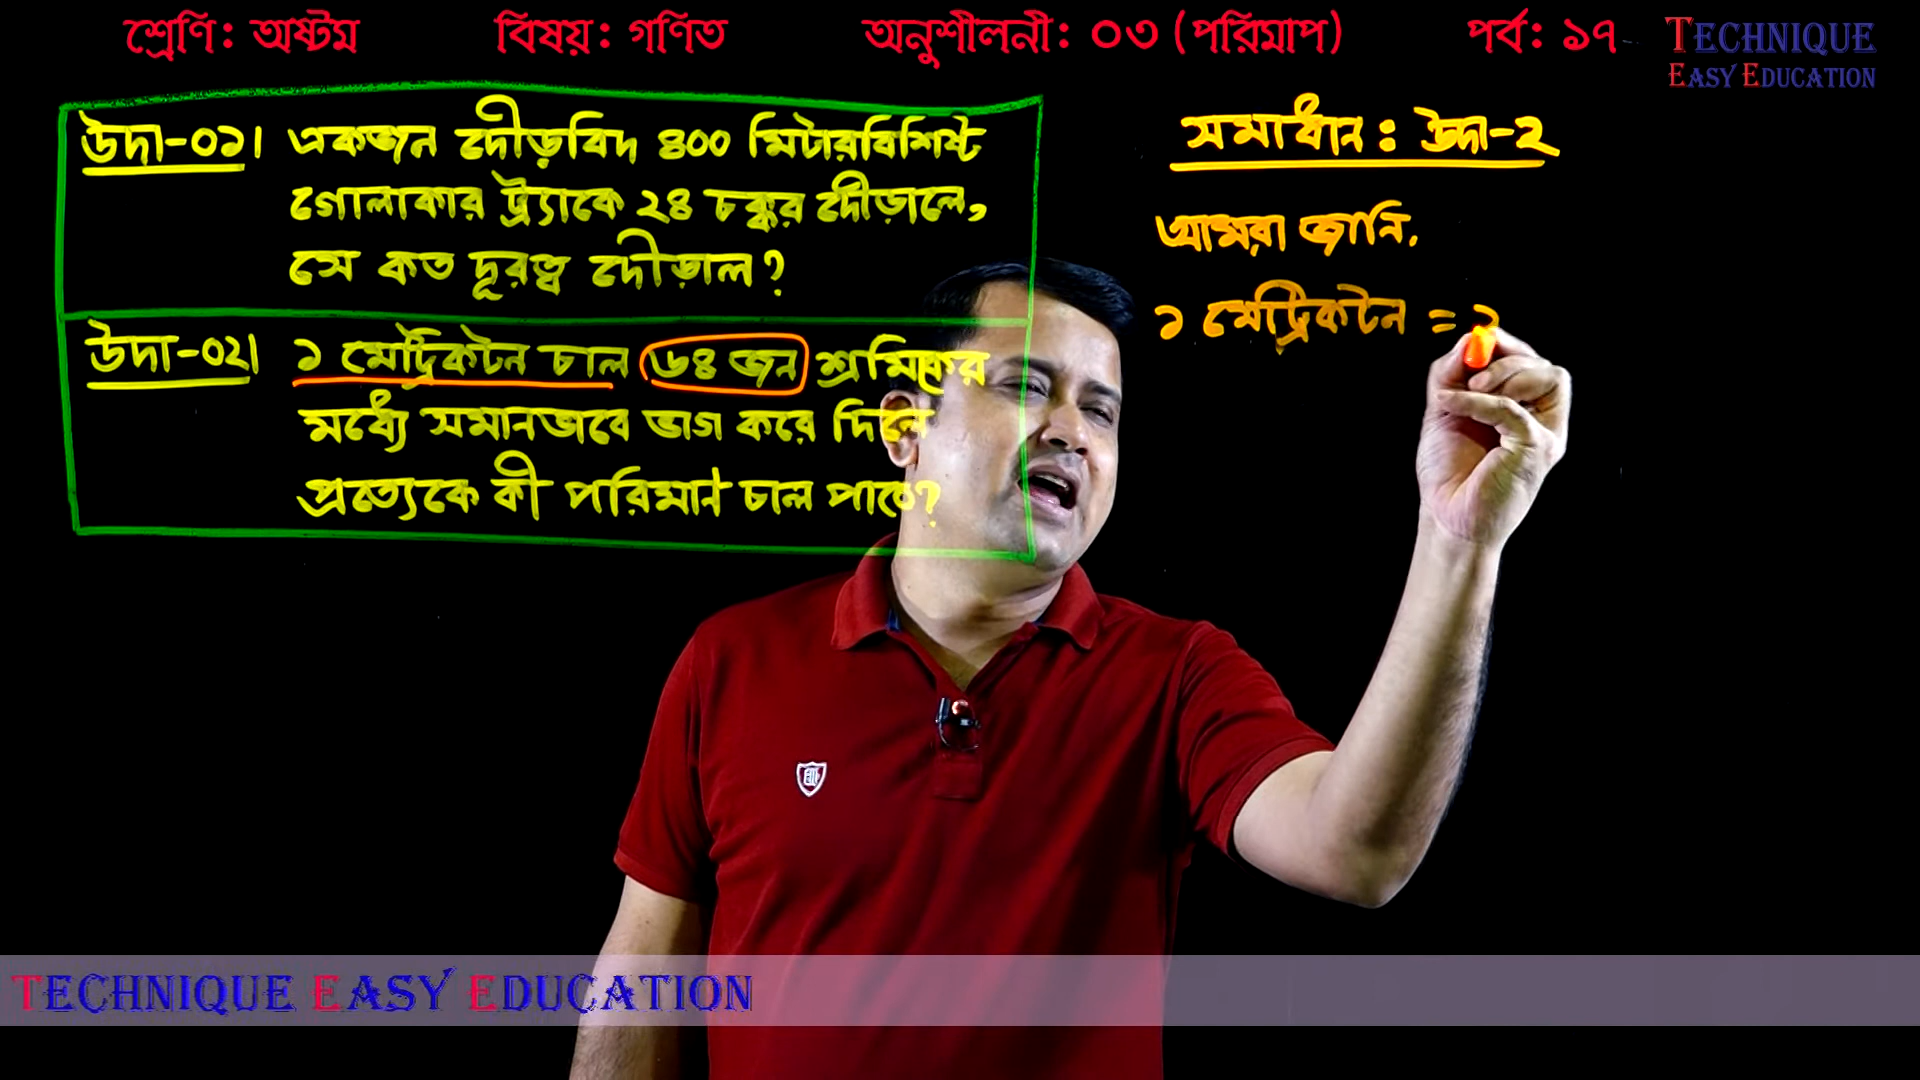 শ্রেণি: অষ্টম বিষয়: গণিত অনুশীলনী: ০৩ (পরিমাপ) পর্ব: ১৭
TECHNIQUE
EASY EDUCATION
উদা-০১। একজন দৌড়বিদ ৪০০ মিটারবিশিষ্ট
গোলাকার ট্র্যাকে ২৪ চক্কর দৌড়ালে,
সে কত দূরত্ব দৌড়াল?
উদা-০২। ১ মেট্রিকটন চাল ৬৪ জন শ্রমিকের
মধ্যে সমানভাবে ভাগ করে দিলে
প্রত্যেকে কী পরিমাণ চাল পাবে?
সমাধান: উদা-২
আমরা জানি,
১ মেট্রিকটন = ১
TECHNIQUE EASY EDUCATION